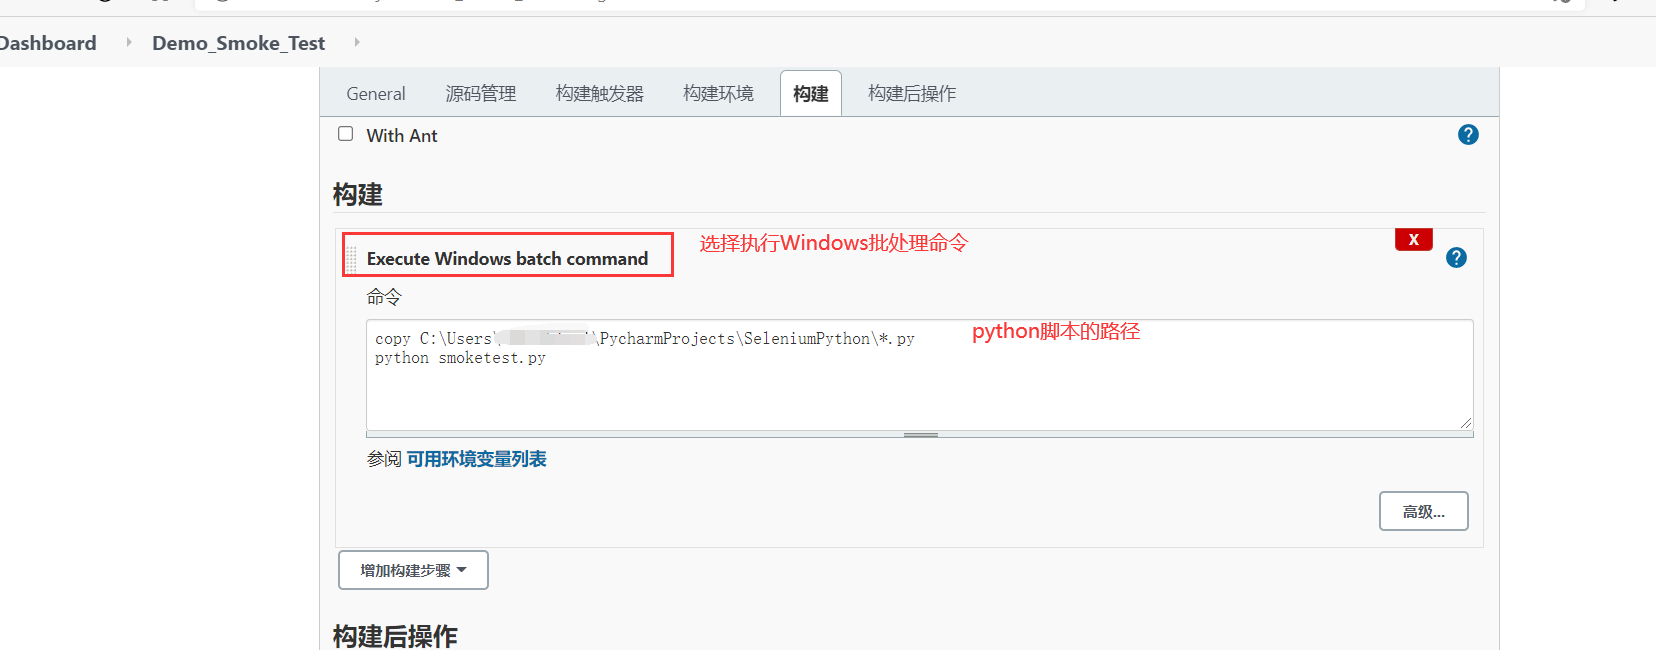 Dashboard
Demo_Smoke_Test
General 源码管理 构建触发器 构建环境 构建 构建后操作
With Ant
?
构建
选择执行Windows批处理命令
X
Execute Windows batch command
?
命令
copy C:\Users\ \PycharmProjects\SeleniumPython\*.py
python脚本的路径
python smoketest.py
参阅 可用环境变量列表
高级...
增加构建步骤
构建后操作